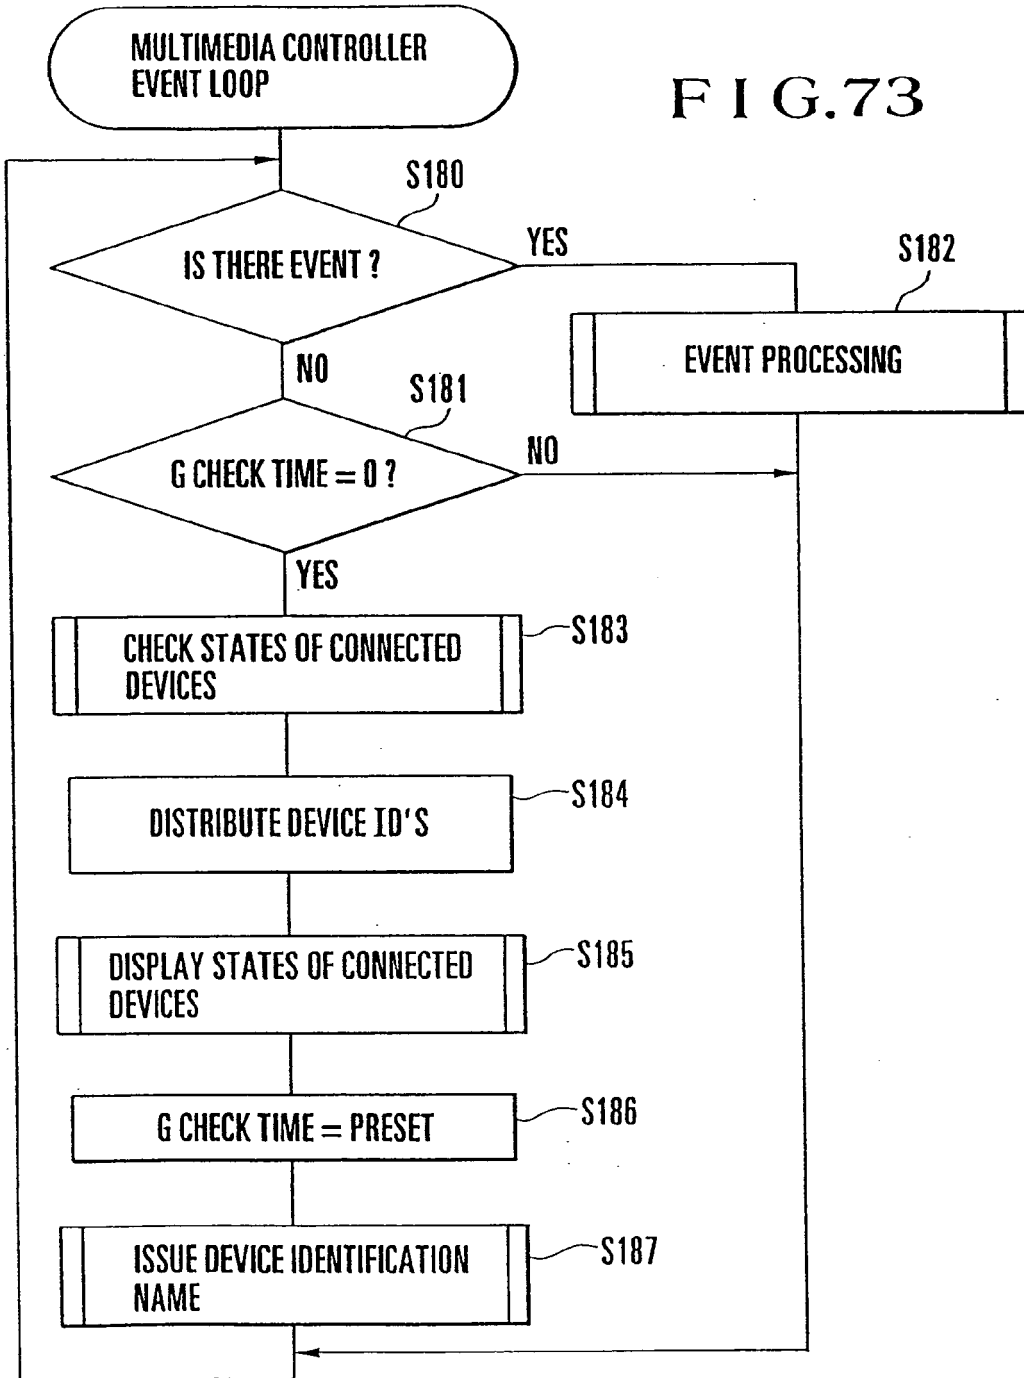 MULTIMEDIA CONTROLLER
EVENT LOOP
FIG.73
S180
IS THERE EVENT ?
YES
S182
EVENT PROCESSING
NO
S181
G CHECK TIME = 0 ?
NO
YES
CHECK STATES OF CONNECTED
DEVICES
S183
DISTRIBUTE DEVICE ID'S
S184
DISPLAY STATES OF CONNECTED
DEVICES
S185
G CHECK TIME = PRESET
S186
ISSUE DEVICE IDENTIFICATION
NAME
S187